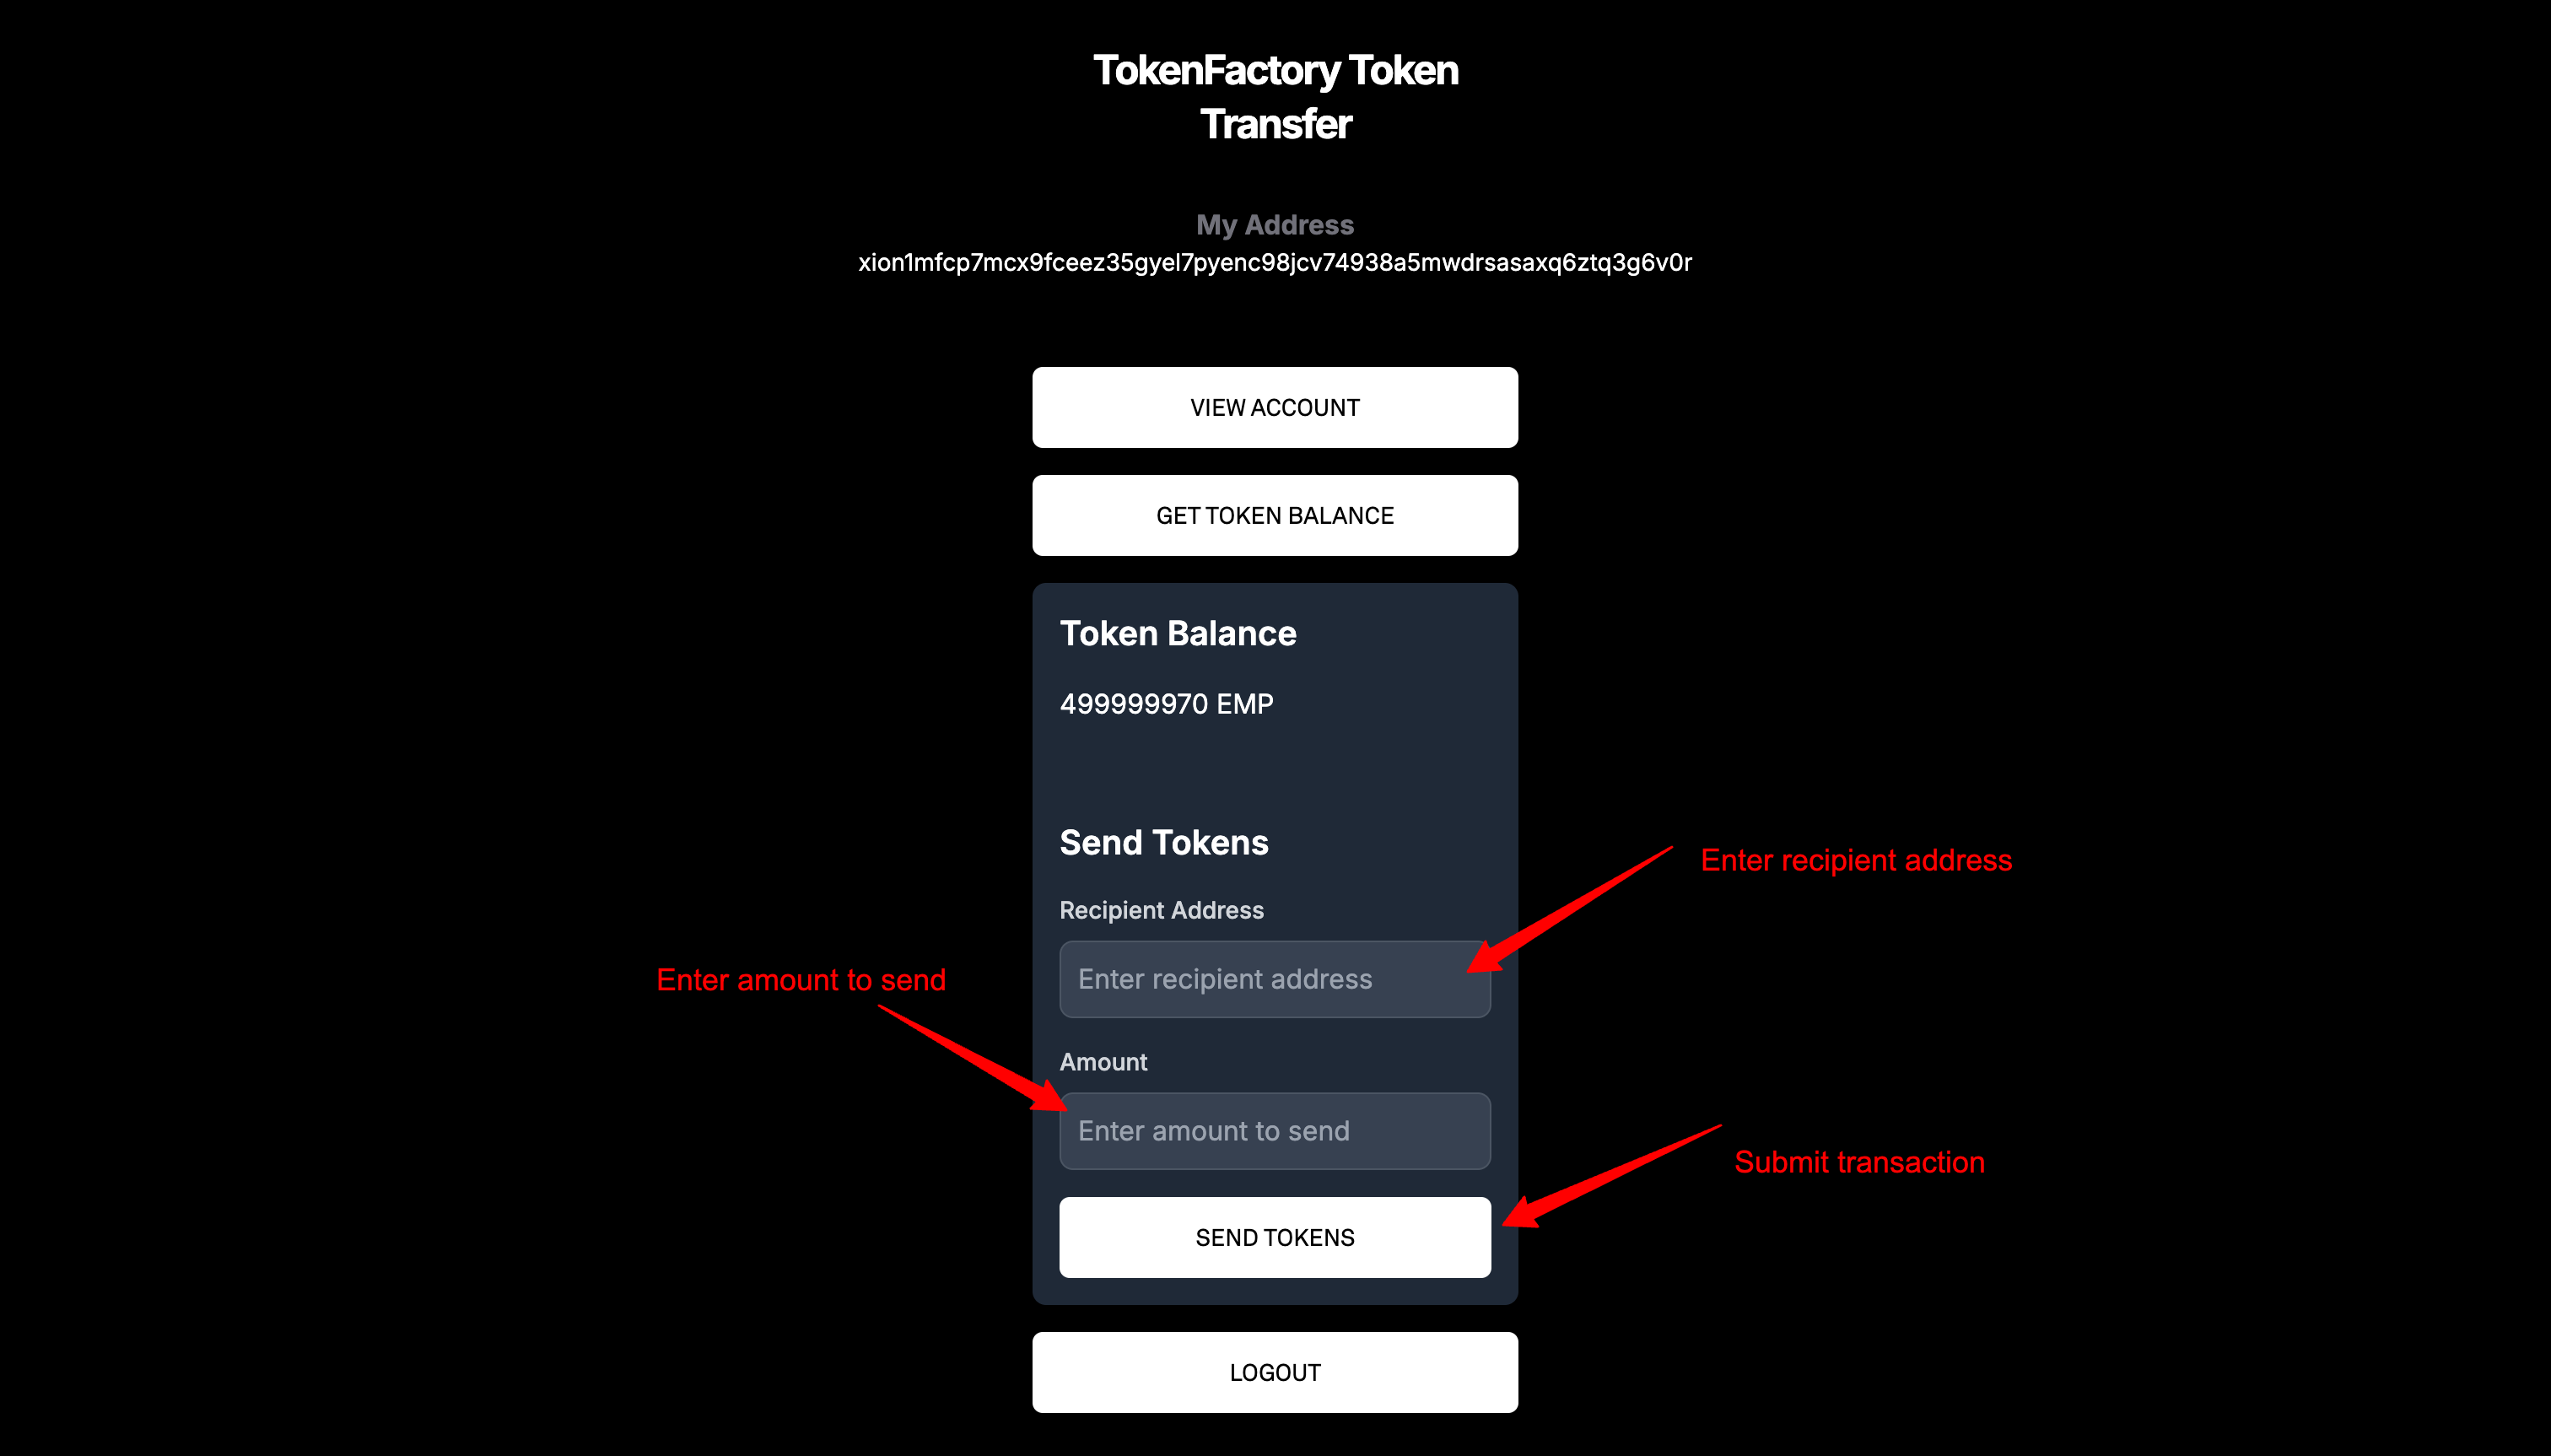 TokenFactory Token
Transfer
My Address
xion1mfcp7mcx9fceez35gyel7pyenc98jcv74938a5mwdrsasaxq6ztq3g6v0r
VIEW ACCOUNT
GET TOKEN BALANCE
Token Balance
499999970 EMP
Send Tokens
Enter recipient address
Recipient Address
Enter recipient address
Enter amount to send
Amount
Enter amount to send
Submit transaction
SEND TOKENS
LOGOUT